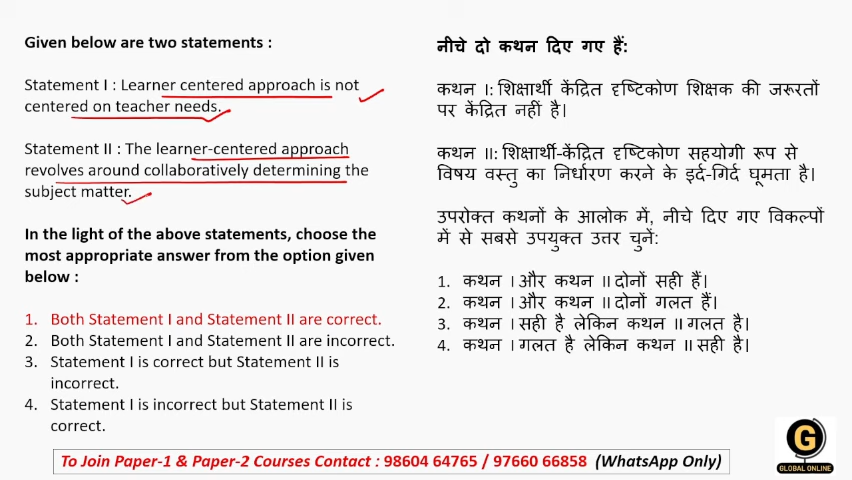 Given below are two statements :
Statement I : Learner centered approach is not
centered on teacher needs.
Statement II : The learner-centered approach
revolves around collaboratively determining the
subject matter.
In the light of the above statements, choose the
most appropriate answer from the option given
below :
1. Both Statement I and Statement II are correct.
2. Both Statement I and Statement II are incorrect.
3. Statement I is correct but Statement II is
incorrect.
4. Statement I is incorrect but Statement II is
correct.
नीचे दो कथन दिए गए हैं:
कथन I: शिक्षार्थी केंद्रित दृष्टिकोण शिक्षक की जरूरतों
पर केंद्रित नहीं है।
कथन II: शिक्षार्थी-केंद्रित दृष्टिकोण सहयोगी रूप से
विषय वस्तु का निर्धारण करने के इर्द-गिर्द घूमता है।
उपरोक्त कथनों के आलोक में, नीचे दिए गए विकल्पों
में से सबसे उपयुक्त उत्तर चुनें:
1. कथन I और कथन II दोनों सही हैं।
2. कथन I और कथन II दोनों गलत हैं।
3. कथन I सही है लेकिन कथन II गलत है।
4. कथन I गलत है लेकिन कथन II सही है।
To Join Paper-1 & Paper-2 Courses Contact : 98604 64765 / 97660 66858 (WhatsApp Only)
G
GLOBAL ONLINE